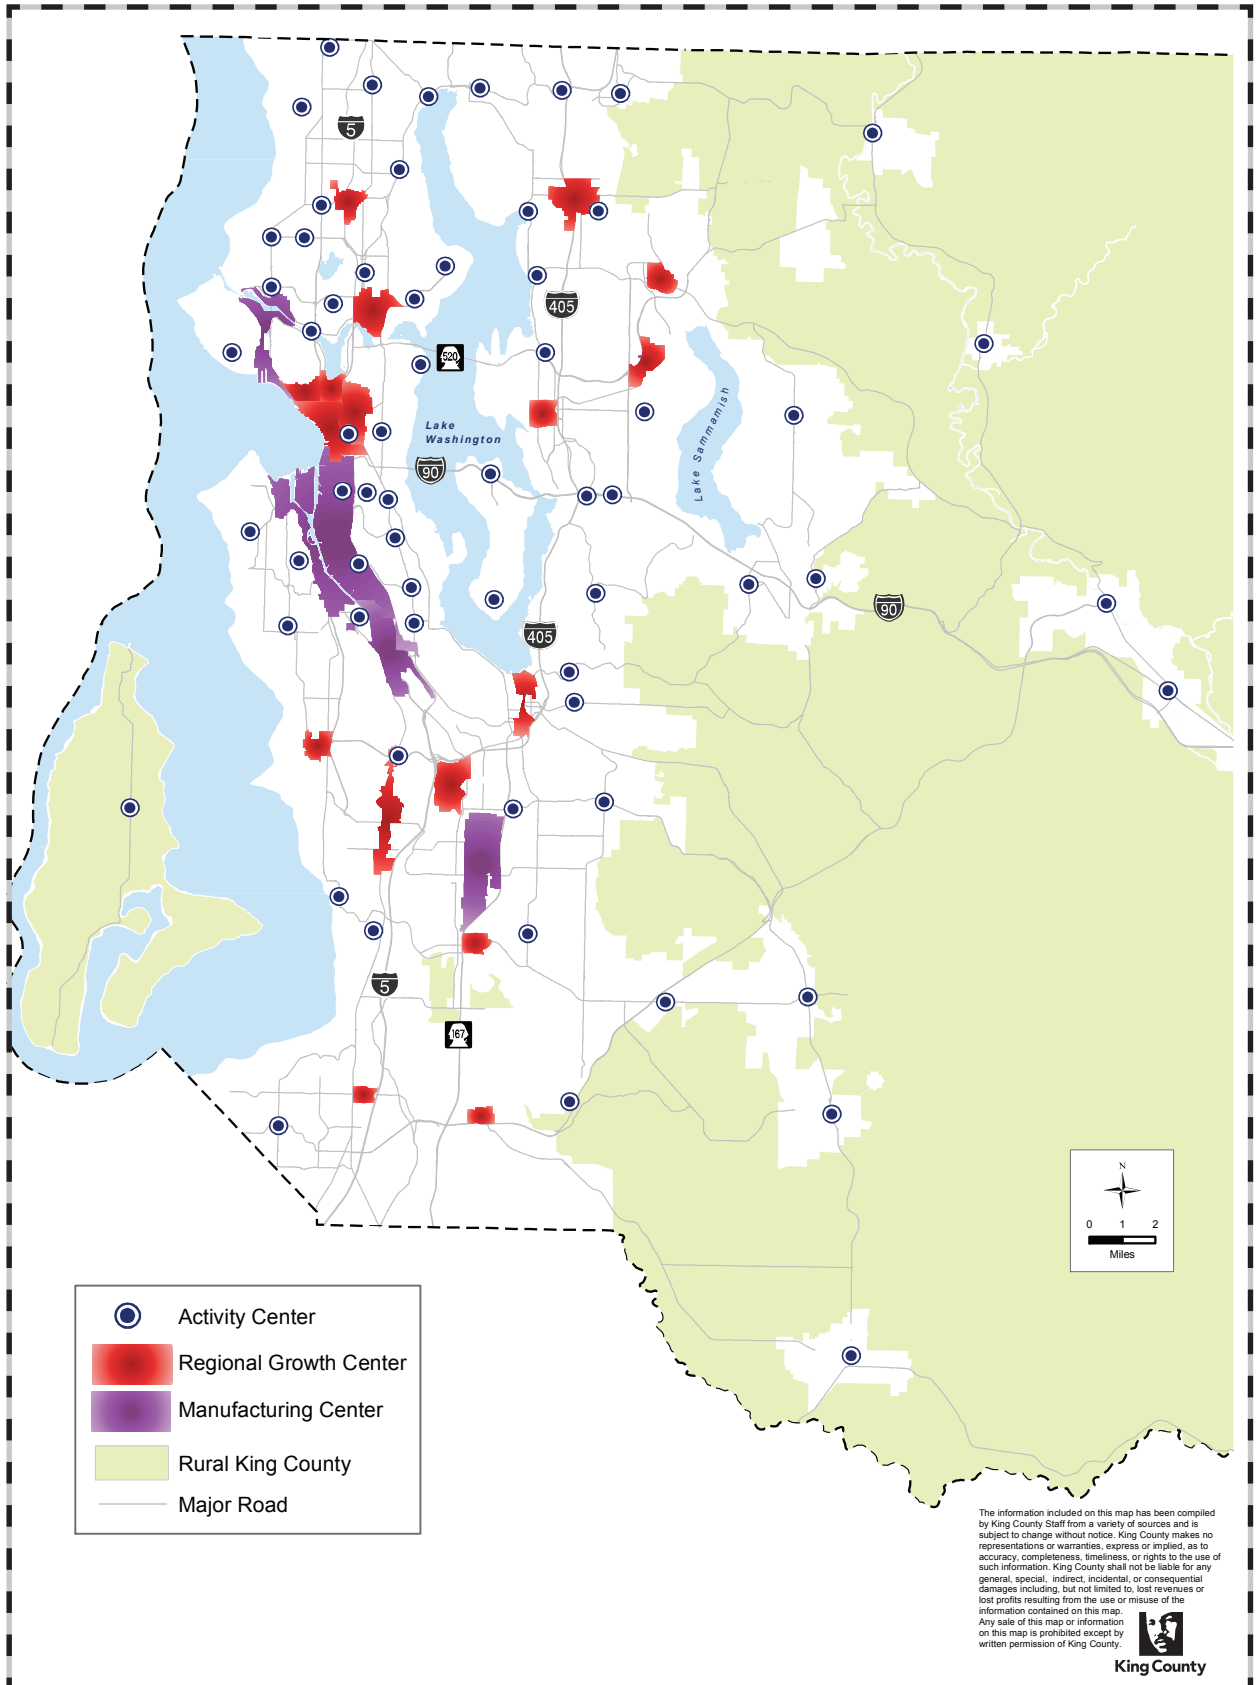 5
405
520
Lake
Washington
90
Lake Sammamish
90
405
5
167
N
0 1 2
Miles
Activity Center
Regional Growth Center
Manufacturing Center
Rural King County
Major Road
The information included on this map has been compiled
by King County Staff from a variety of sources and is
subject to change without notice. King County makes no
representations or warranties, express or implied, as to
accuracy, completeness, timeliness, or rights to the use of
such information. King County shall not be liable for any
general, special, indirect, incidental, or consequential
damages including, but not limited to, lost revenues or
lost profits resulting from the use or misuse of the
information contained on this map.
Any sale of this map or information
on this map is prohibited except by
written permission of King County.
King County